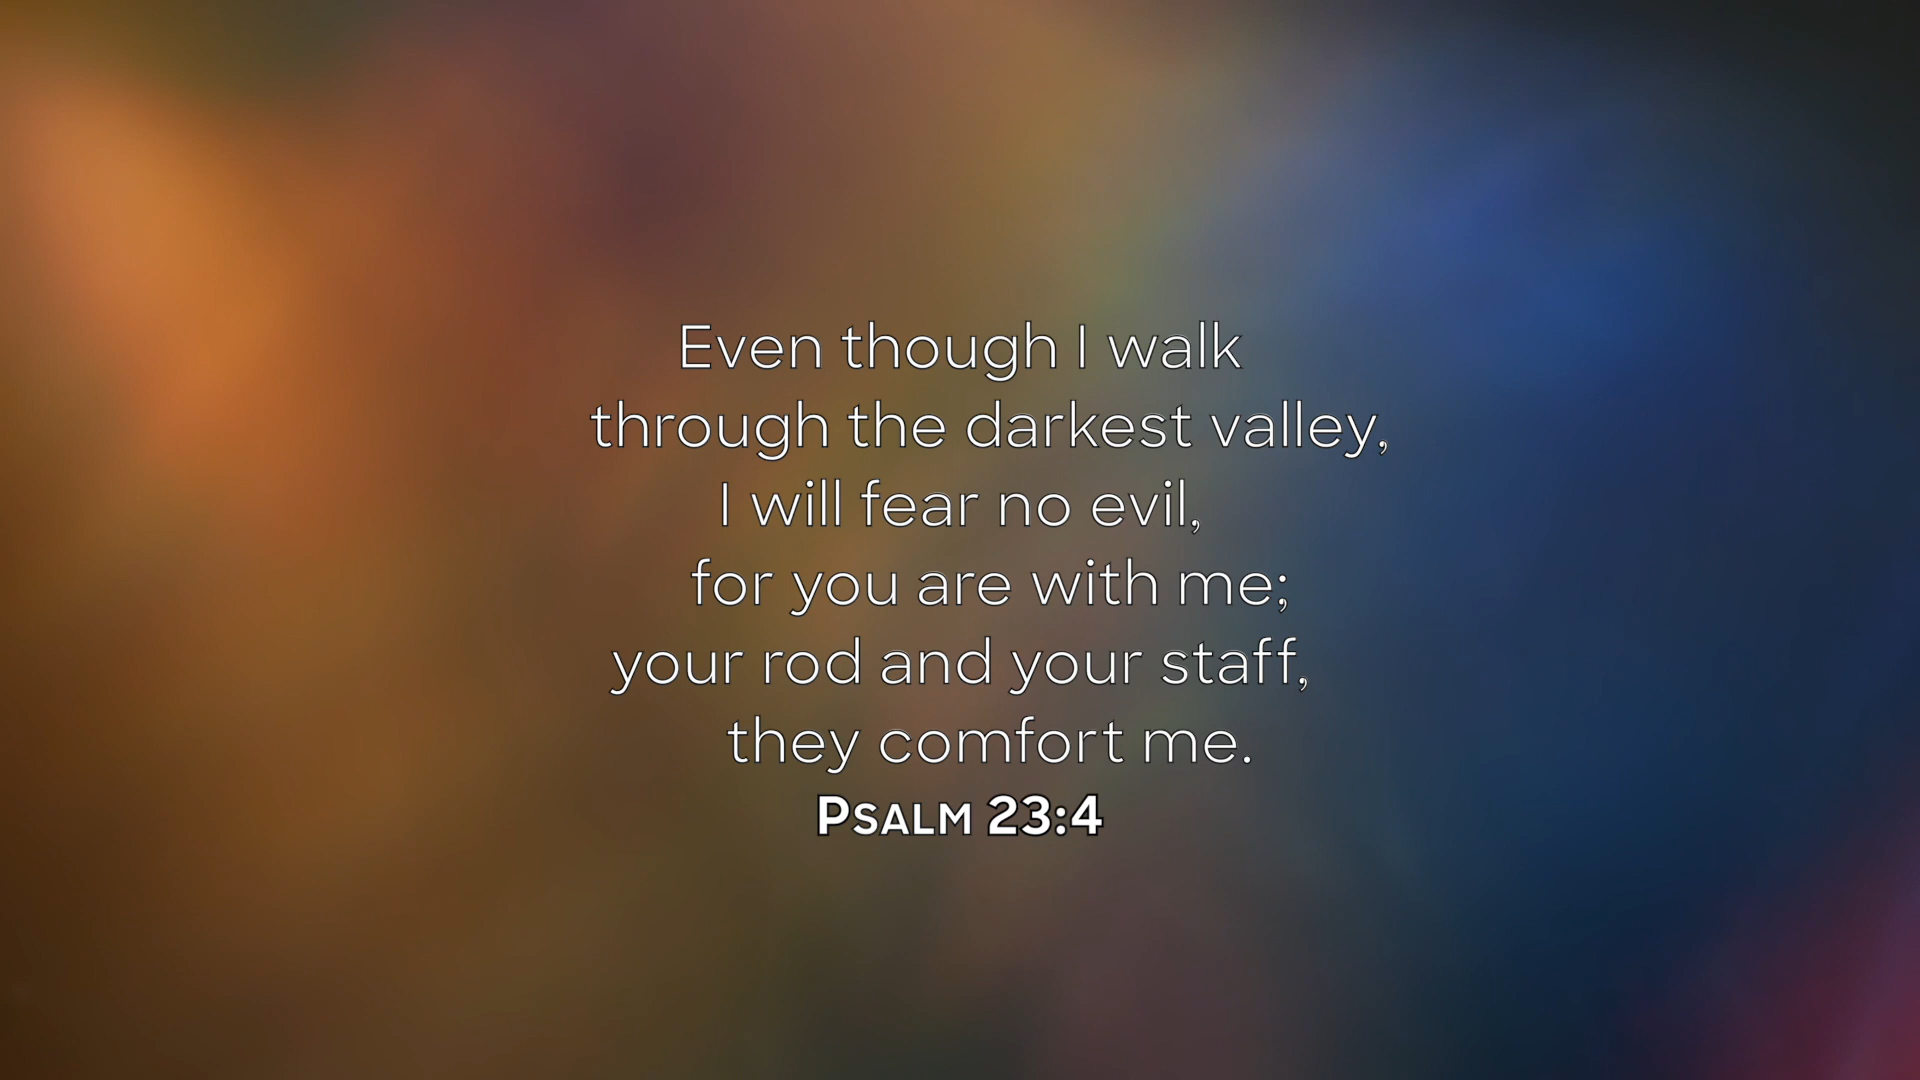 Even though I walk
through the darkest valley,
I will fear no evil,
for you are with me;
your rod and your staff,
they comfort me.
Psalm 23:4